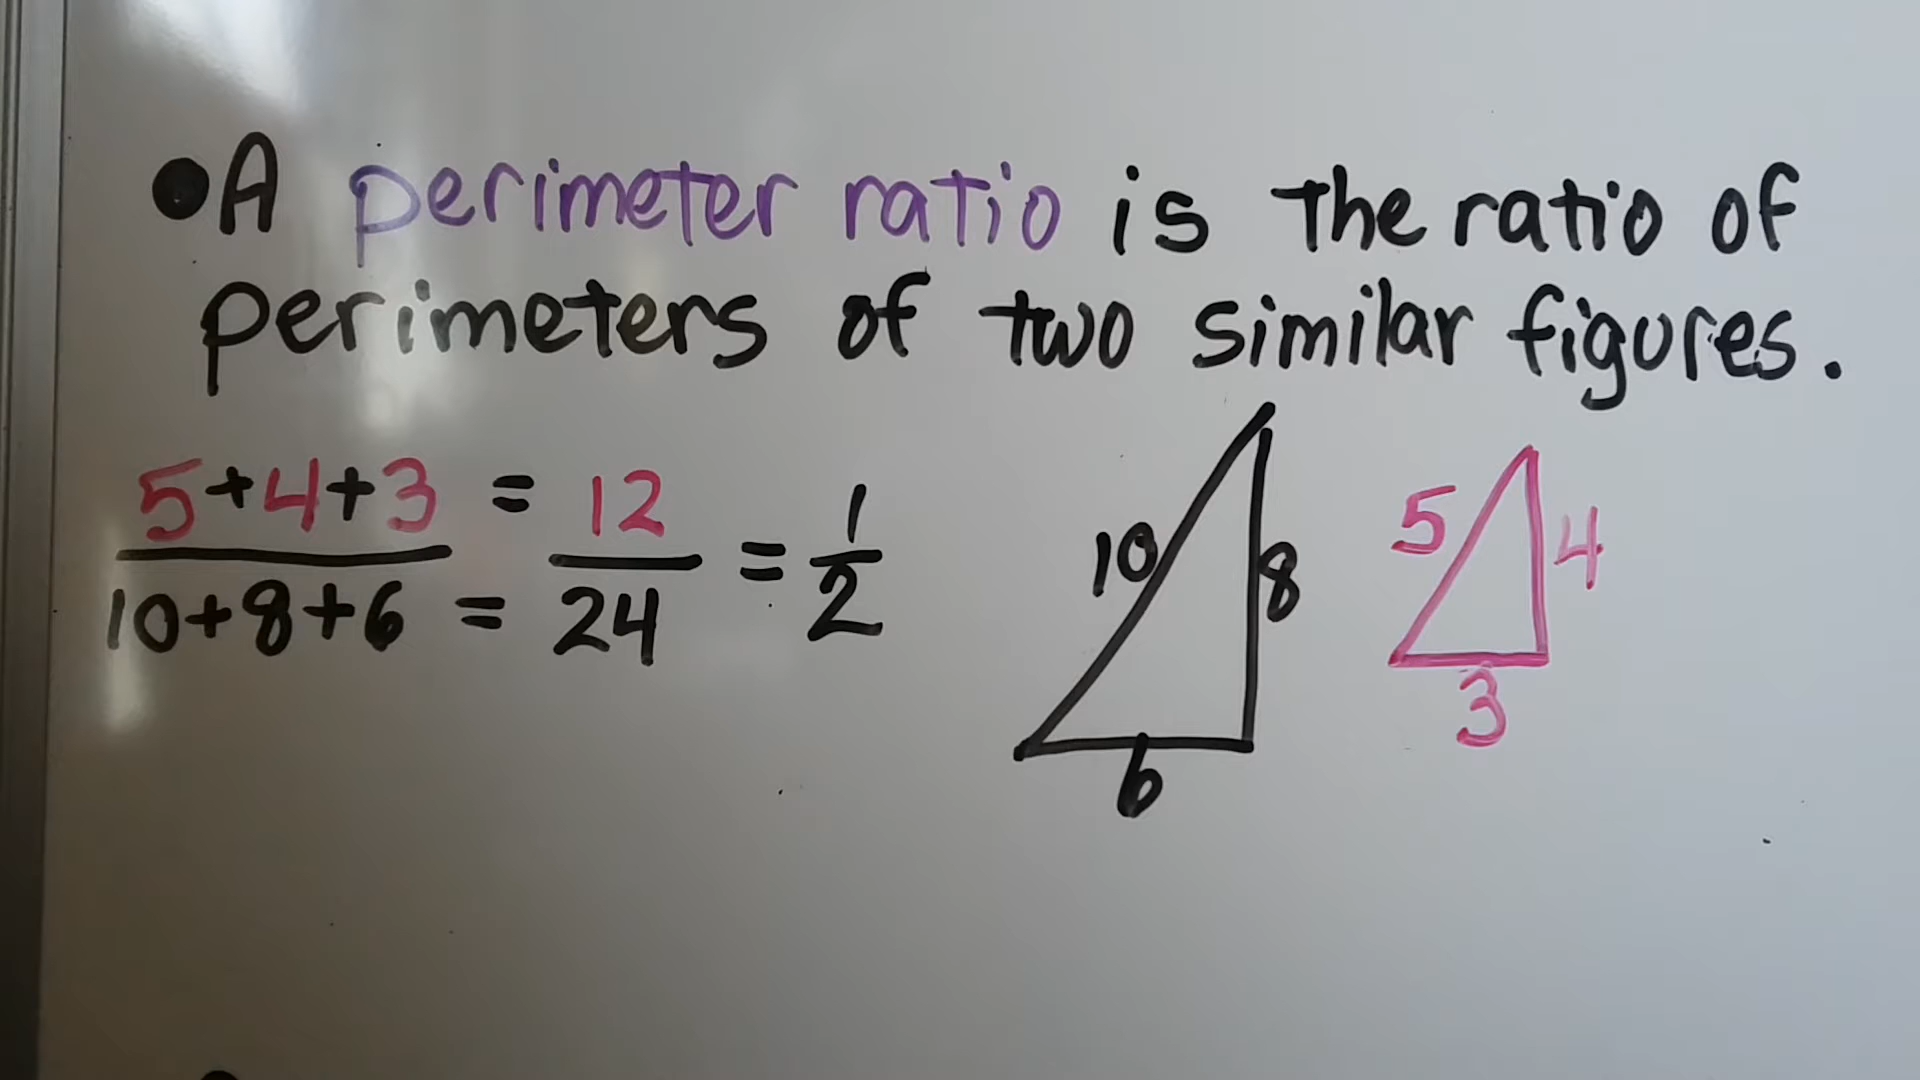 •A perimeter ratio is the ratio of
perimeters of two similar figures.
5+4+3 = 12
10+8+6 = 24
= 1/2
10
8
6
5
4
3